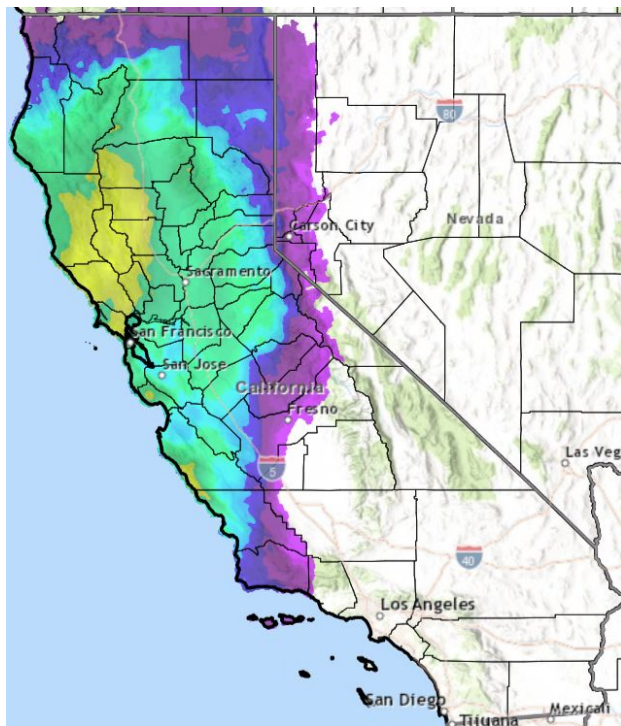 80
Nevada
Carson City
Sacramento
San Francisco
San Jose
California
Fresno
Las Veg
5
40
Los Angeles
San Diego
Tijuana
Mexicali